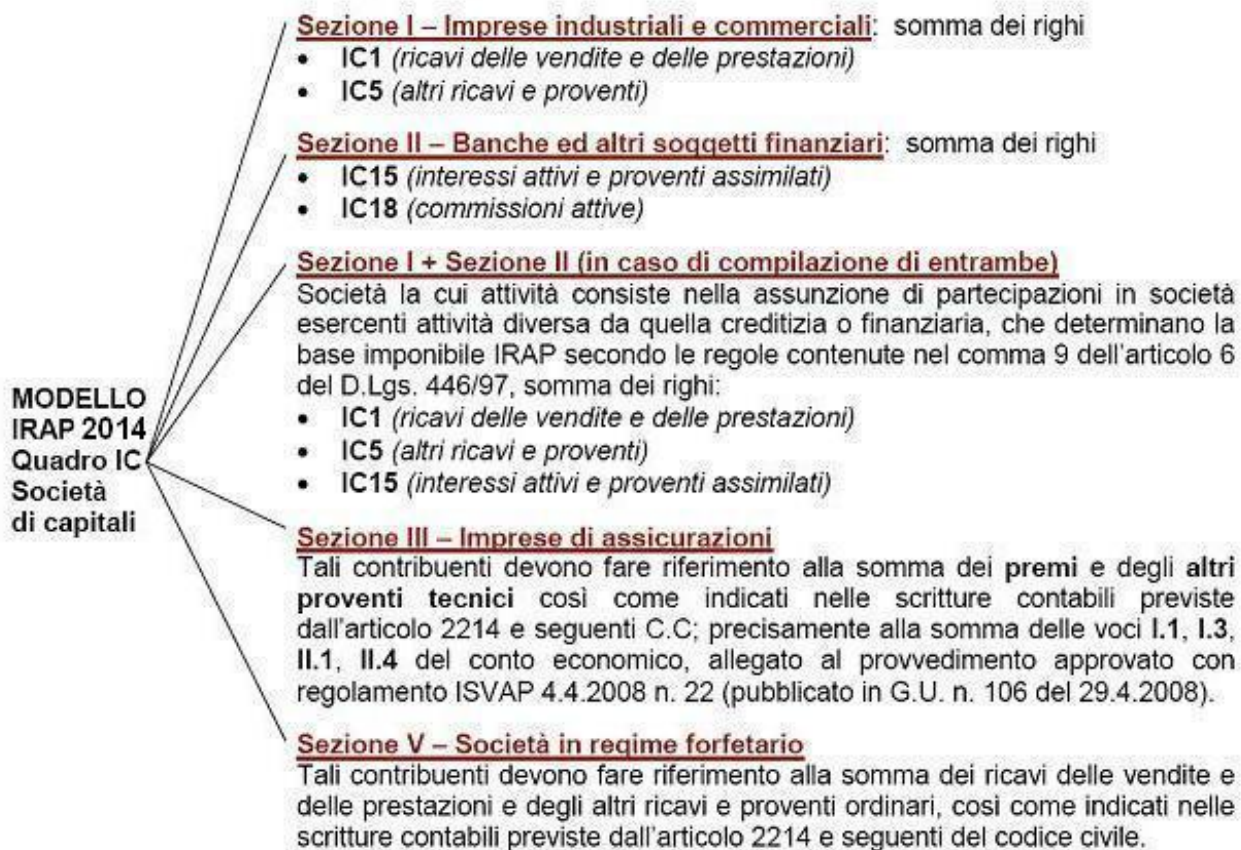 Sezione I – Imprese industriali e commerciali: somma dei righi
• IC1 (ricavi delle vendite e delle prestazioni)
• IC5 (altri ricavi e proventi)
Sezione II – Banche ed altri soggetti finanziari: somma dei righi
• IC15 (interessi attivi e proventi assimilati)
• IC18 (commissioni attive)
Sezione I + Sezione II (in caso di compilazione di entrambe)
Società la cui attività consiste nella assunzione di partecipazioni in società
esercenti attività diversa da quella creditizia o finanziaria, che determinano la
base imponibile IRAP secondo le regole contenute nel comma 9 dell'articolo 6
del D.Lgs. 446/97, somma dei righi:
• IC1 (ricavi delle vendite e delle prestazioni)
• IC5 (altri ricavi e proventi)
• IC15 (interessi attivi e proventi assimilati)
MODELLO
IRAP 2014
Quadro IC
Società
di capitali
Sezione III – Imprese di assicurazioni
Tali contribuenti devono fare riferimento alla somma dei premi e degli altri
proventi tecnici così come indicati nelle scritture contabili previste
dall'articolo 2214 e seguenti C.C; precisamente alla somma delle voci I.1, I.3,
II.1, II.4 del conto economico, allegato al provvedimento approvato con
regolamento ISVAP 4.4.2008 n. 22 (pubblicato in G.U. n. 106 del 29.4.2008).
Sezione V – Società in regime forfetario
Tali contribuenti devono fare riferimento alla somma dei ricavi delle vendite e
delle prestazioni e degli altri ricavi e proventi ordinari, così come indicati nelle
scritture contabili previste dall'articolo 2214 e seguenti del codice civile.